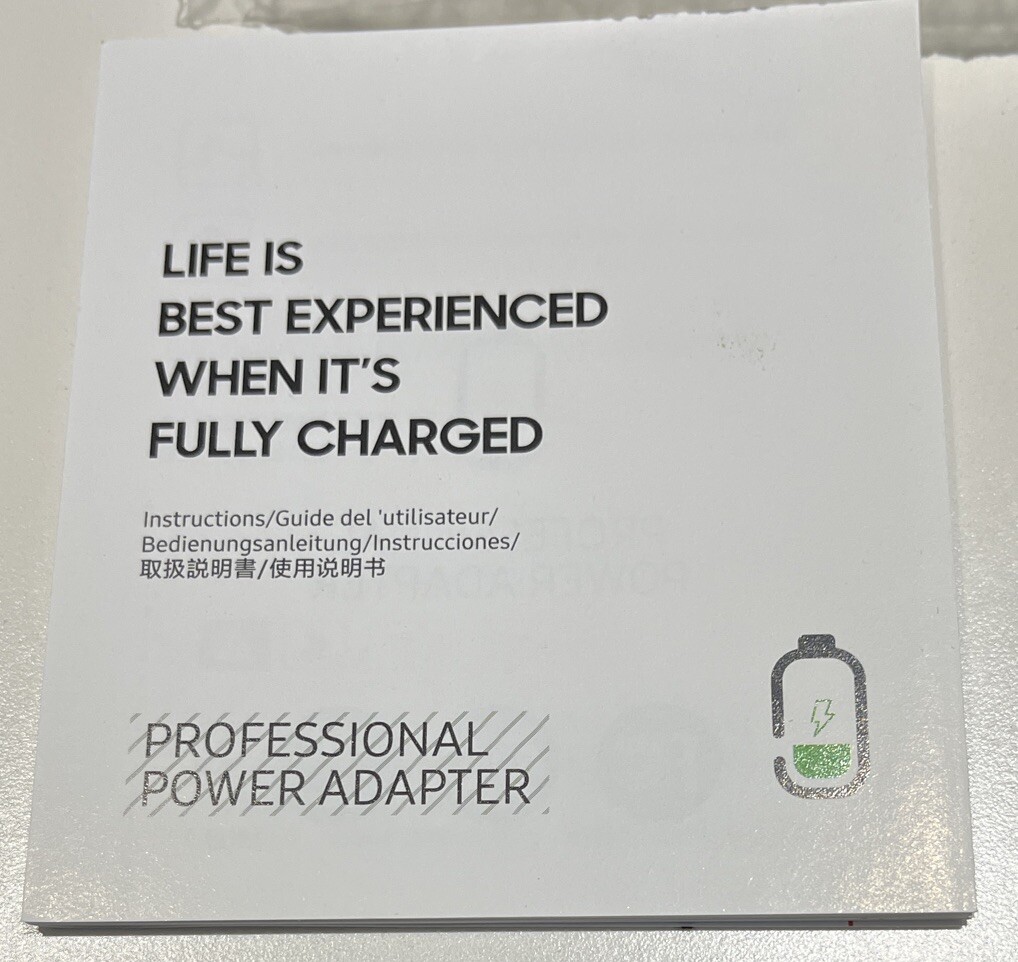 LIFE IS
BEST EXPERIENCED
WHEN IT'S
FULLY CHARGED
Instructions/Guide del 'utilisateur/
Bedienungsanleitung/Instrucciones/
取扱説明書/使用说明书
PROFESSIONAL
POWER ADAPTER